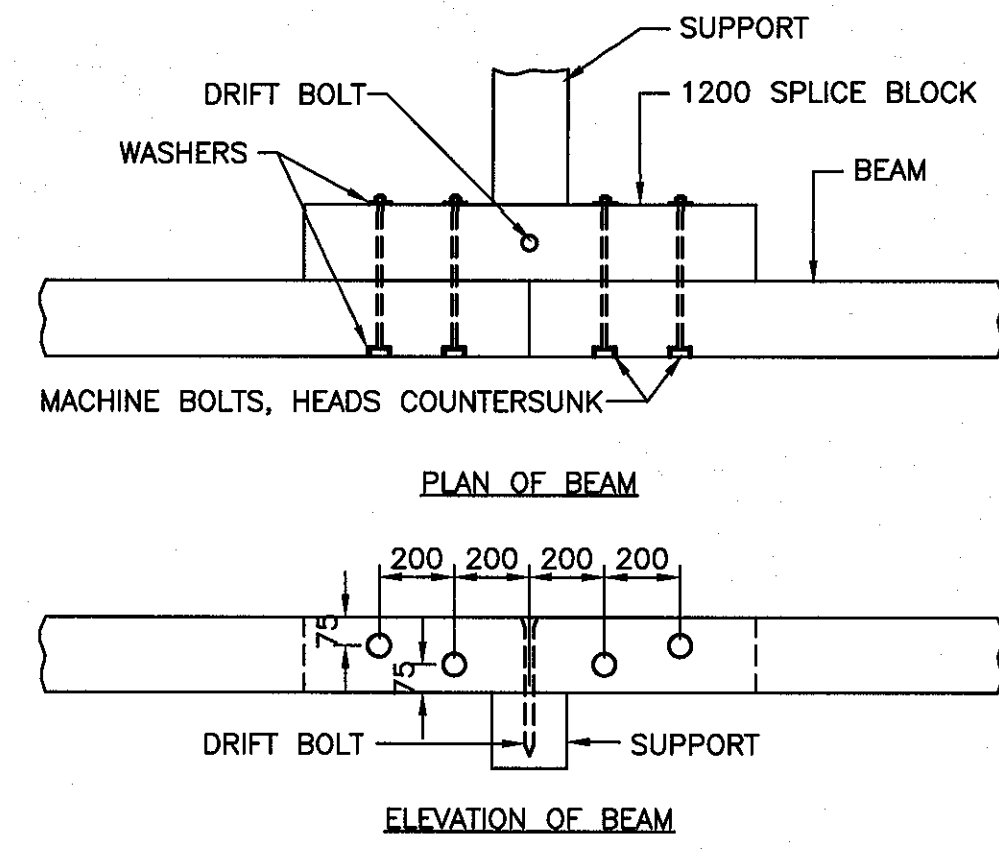 SUPPORT
DRIFT BOLT
1200 SPLICE BLOCK
WASHERS
BEAM
MACHINE BOLTS, HEADS COUNTERSUNK
PLAN OF BEAM
200 200 200 200
75
75
DRIFT BOLT
SUPPORT
ELEVATION OF BEAM